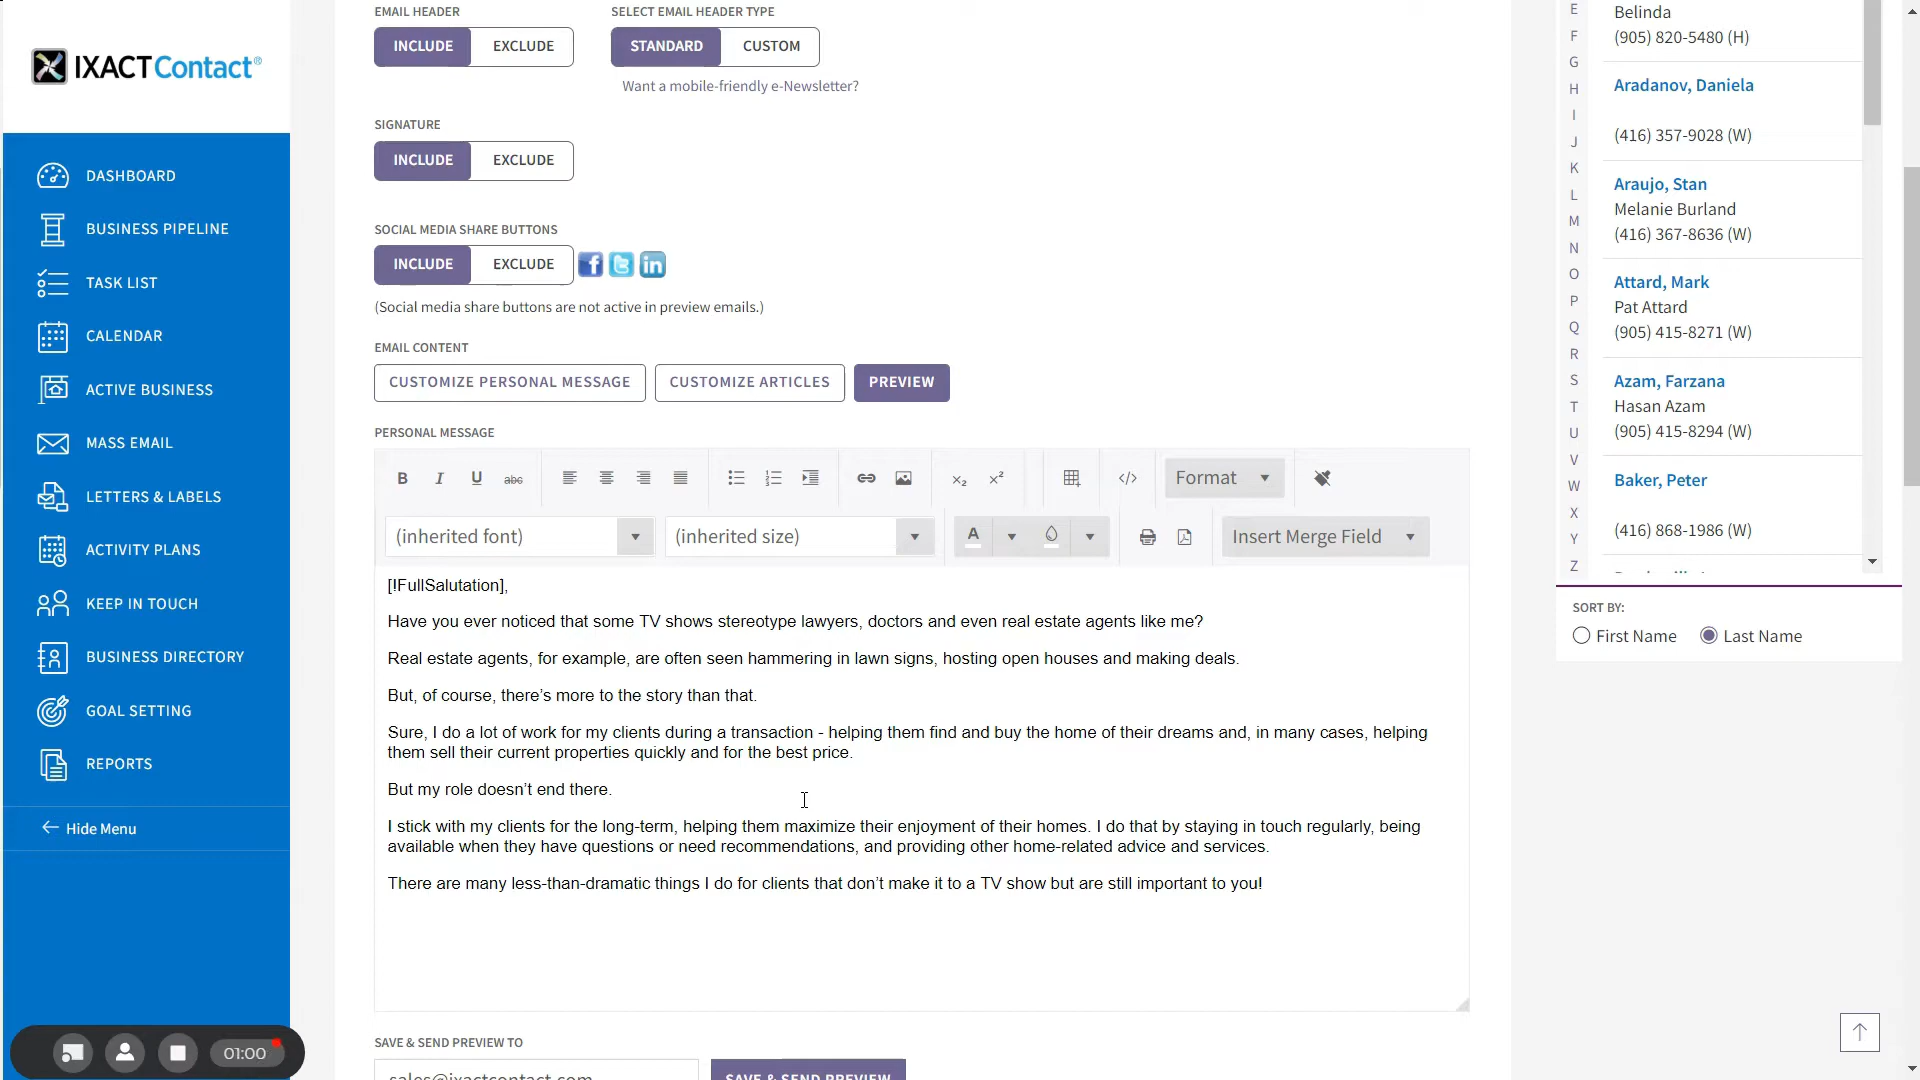 IXACTContact®
DASHBOARD
BUSINESS PIPELINE
TASK LIST
CALENDAR
ACTIVE BUSINESS
MASS EMAIL
LETTERS & LABELS
ACTIVITY PLANS
KEEP IN TOUCH
BUSINESS DIRECTORY
GOAL SETTING
REPORTS
Hide Menu
01:00
EMAIL HEADER
INCLUDE EXCLUDE
SELECT EMAIL HEADER TYPE
STANDARD CUSTOM
Want a mobile-friendly e-Newsletter?
SIGNATURE
INCLUDE EXCLUDE
SOCIAL MEDIA SHARE BUTTONS
INCLUDE EXCLUDE
(Social media share buttons are not active in preview emails.)
EMAIL CONTENT
CUSTOMIZE PERSONAL MESSAGE CUSTOMIZE ARTICLES PREVIEW
PERSONAL MESSAGE
B I U abc x₂ x² </> Format
(inherited font) (inherited size) A Insert Merge Field
[!FullSalutation],
Have you ever noticed that some TV shows stereotype lawyers, doctors and even real estate agents like me?
Real estate agents, for example, are often seen hammering in lawn signs, hosting open houses and making deals.
But, of course, there’s more to the story than that.
Sure, I do a lot of work for my clients during a transaction - helping them find and buy the home of their dreams and, in many cases, helping
them sell their current properties quickly and for the best price.
But my role doesn’t end there.
I stick with my clients for the long-term, helping them maximize their enjoyment of their homes. I do that by staying in touch regularly, being
available when they have questions or need recommendations, and providing other home-related advice and services.
There are many less-than-dramatic things I do for clients that don’t make it to a TV show but are still important to you!
SAVE & SEND PREVIEW TO
sales@ixactcontact.com SAVE & SEND PREVIEW
E
F
G
H
I
J
K
L
M
N
O
P
Q
R
S
T
U
V
W
X
Y
Z
Belinda
(905) 820-5480 (H)
Aradanov, Daniela
(416) 357-9028 (W)
Araujo, Stan
Melanie Burland
(416) 367-8636 (W)
Attard, Mark
Pat Attard
(905) 415-8271 (W)
Azam, Farzana
Hasan Azam
(905) 415-8294 (W)
Baker, Peter
(416) 868-1986 (W)
SORT BY:
First Name Last Name